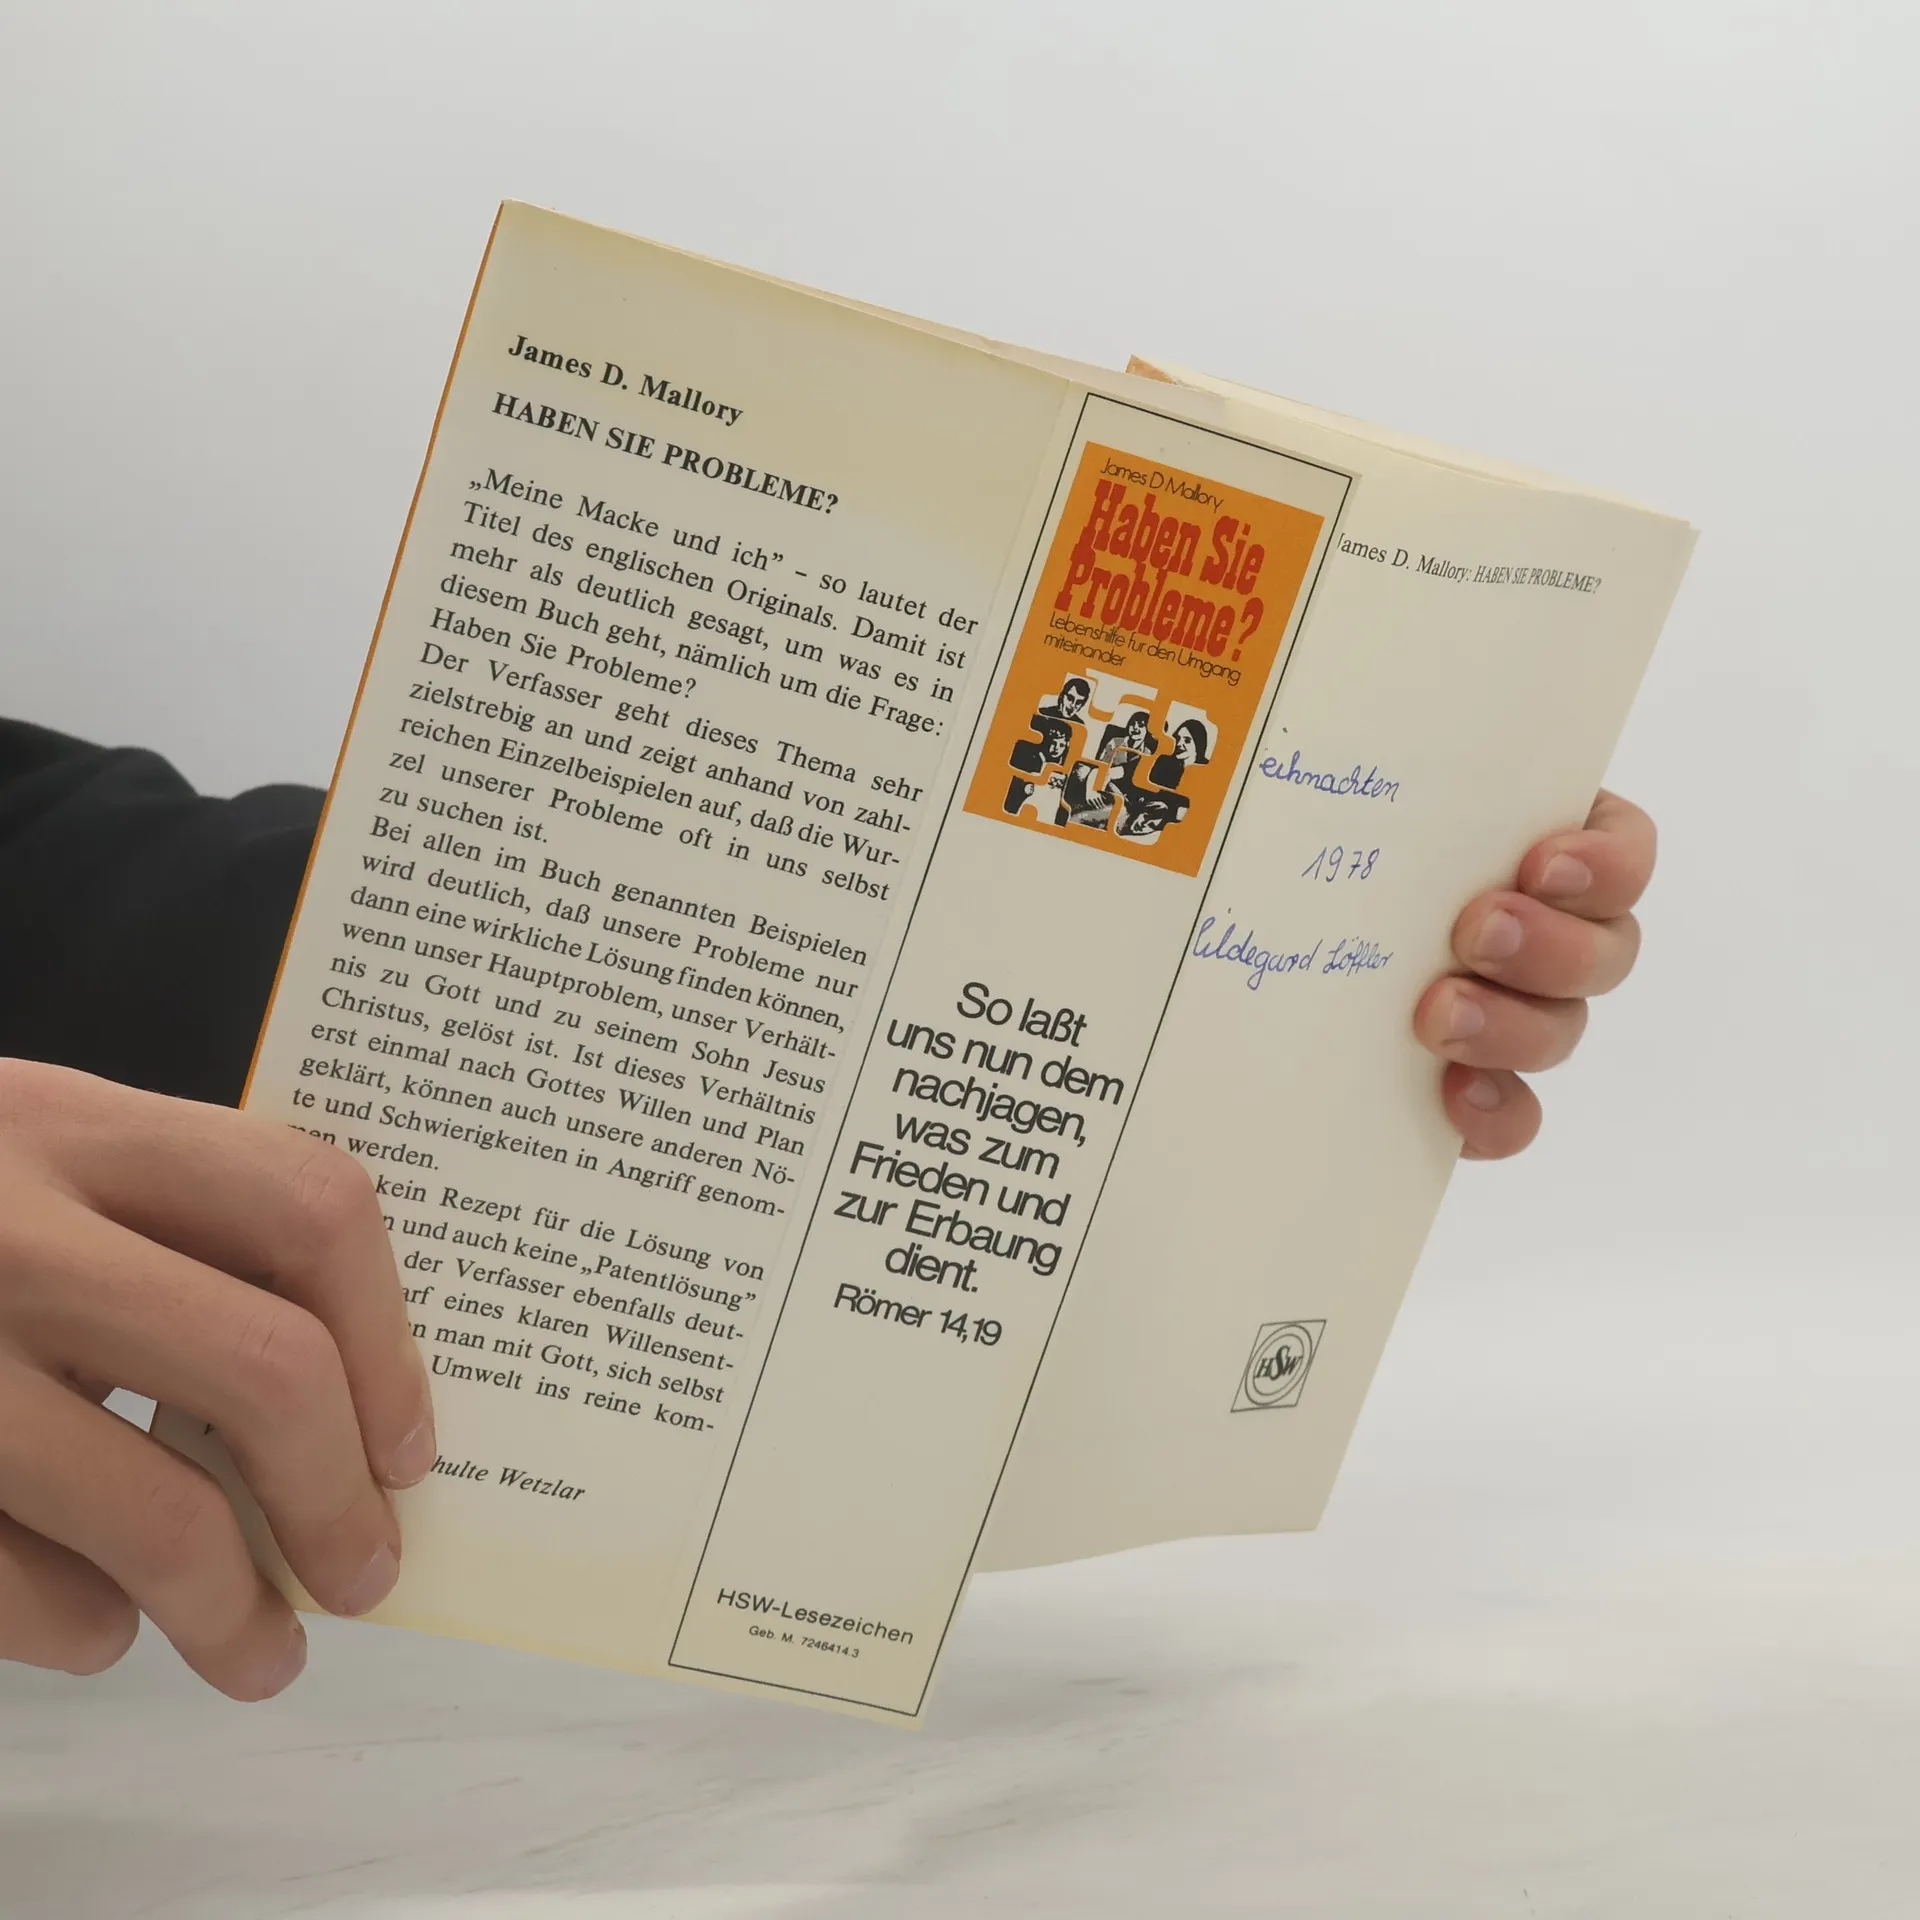 James D. Mallory
HABEN SIE PROBLEME?
„Meine Macke und ich” – so lautet der
Titel des englischen Originals. Damit ist
mehr als deutlich gesagt, um was es in
diesem Buch geht, nämlich um die Frage:
Haben Sie Probleme?
Der Verfasser geht dieses Thema sehr
zielstrebig an und zeigt anhand von zahl-
reichen Einzelbeispielen auf, daß die Wur-
zel unserer Probleme oft in uns selbst
zu suchen ist.
Bei allen im Buch genannten Beispielen
wird deutlich, daß unsere Probleme nur
dann eine wirkliche Lösung finden können,
wenn unser Hauptproblem, unser Verhält-
nis zu Gott und zu seinem Sohn Jesus
Christus, gelöst ist. Ist dieses Verhältnis
erst einmal nach Gottes Willen und Plan
geklärt, können auch unsere anderen Nö-
te und Schwierigkeiten in Angriff genom-
men werden.
kein Rezept für die Lösung von
n und auch keine „Patentlösung”
der Verfasser ebenfalls deut-
arf eines klaren Willensent-
n man mit Gott, sich selbst
Umwelt ins reine kom-
hulte Wetzlar
James D Mallory
Haben Sie
Probleme?
Lebenshilfe für den Umgang
miteinander
So laßt
uns nun dem
nachjagen,
was zum
Frieden und
zur Erbaung
dient.
Römer 14,19
HSW-Lesezeichen
Geb. M. 7246414.3
James D. Mallory: HABEN SIE PROBLEME?
eihnachten
1978
Hildegard Löffler
HSW